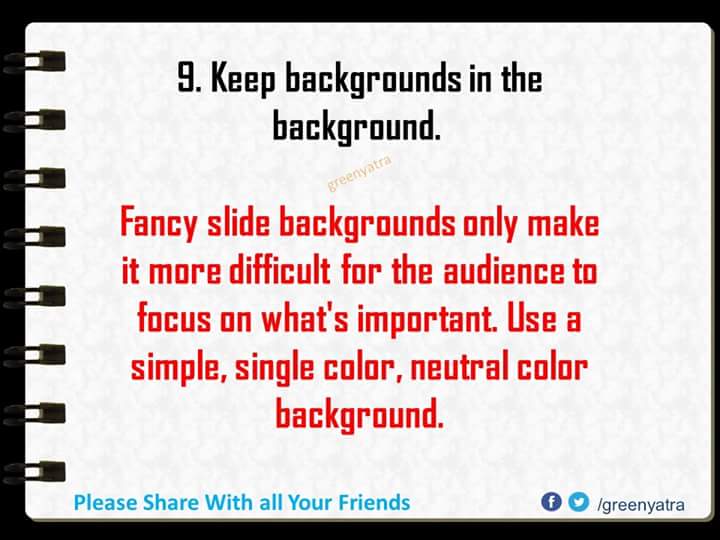 9. Keep backgrounds in the
background.
greenyatra
Fancy slide backgrounds only make
it more difficult for the audience to
focus on what's important. Use a
simple, single color, neutral color
background.
Please Share With all Your Friends
/greenyatra